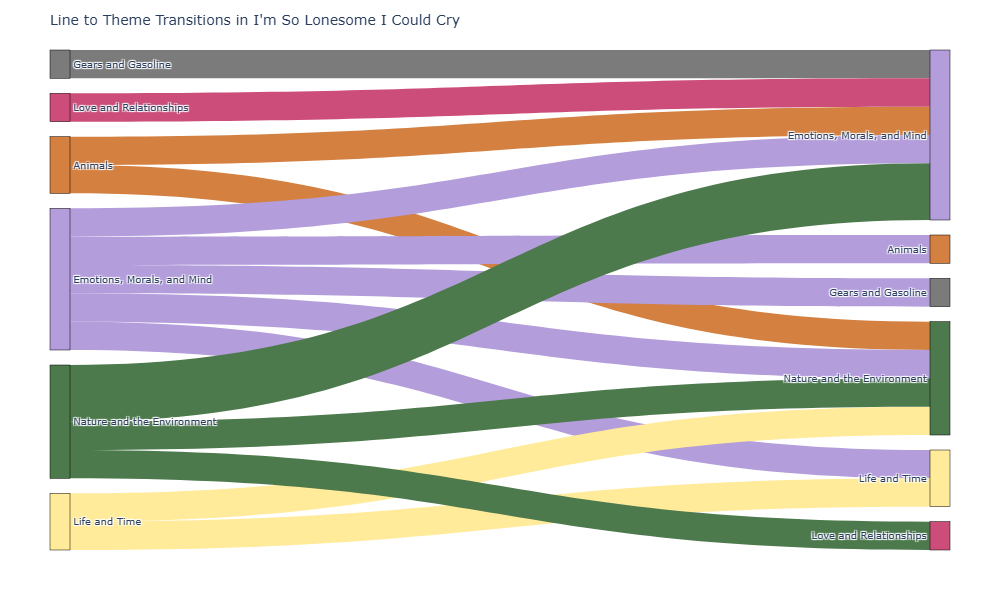 Line to Theme Transitions in I'm So Lonesome I Could Cry
Gears and Gasoline
Love and Relationships
Animals
Emotions, Morals, and Mind
Nature and the Environment
Life and Time
Emotions, Morals, and Mind
Animals
Gears and Gasoline
Nature and the Environment
Life and Time
Love and Relationships